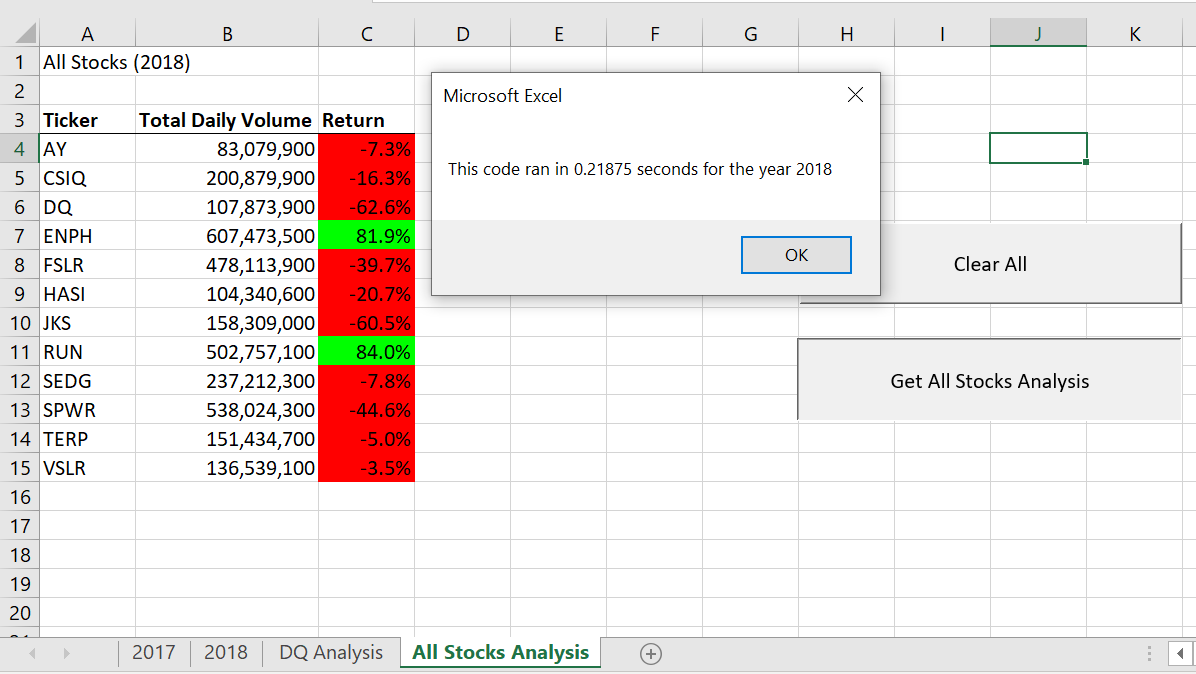 A B C D E F G H I J K
1 All Stocks (2018)
2
3 Ticker Total Daily Volume Return
4 AY 83,079,900 -7.3%
5 CSIQ 200,879,900 -16.3%
6 DQ 107,873,900 -62.6%
7 ENPH 607,473,500 81.9%
8 FSLR 478,113,900 -39.7%
9 HASI 104,340,600 -20.7%
10 JKS 158,309,000 -60.5%
11 RUN 502,757,100 84.0%
12 SEDG 237,212,300 -7.8%
13 SPWR 538,024,300 -44.6%
14 TERP 151,434,700 -5.0%
15 VSLR 136,539,100 -3.5%
16
17
18
19
20
Microsoft Excel
This code ran in 0.21875 seconds for the year 2018
OK
Clear All
Get All Stocks Analysis
2017 2018 DQ Analysis All Stocks Analysis